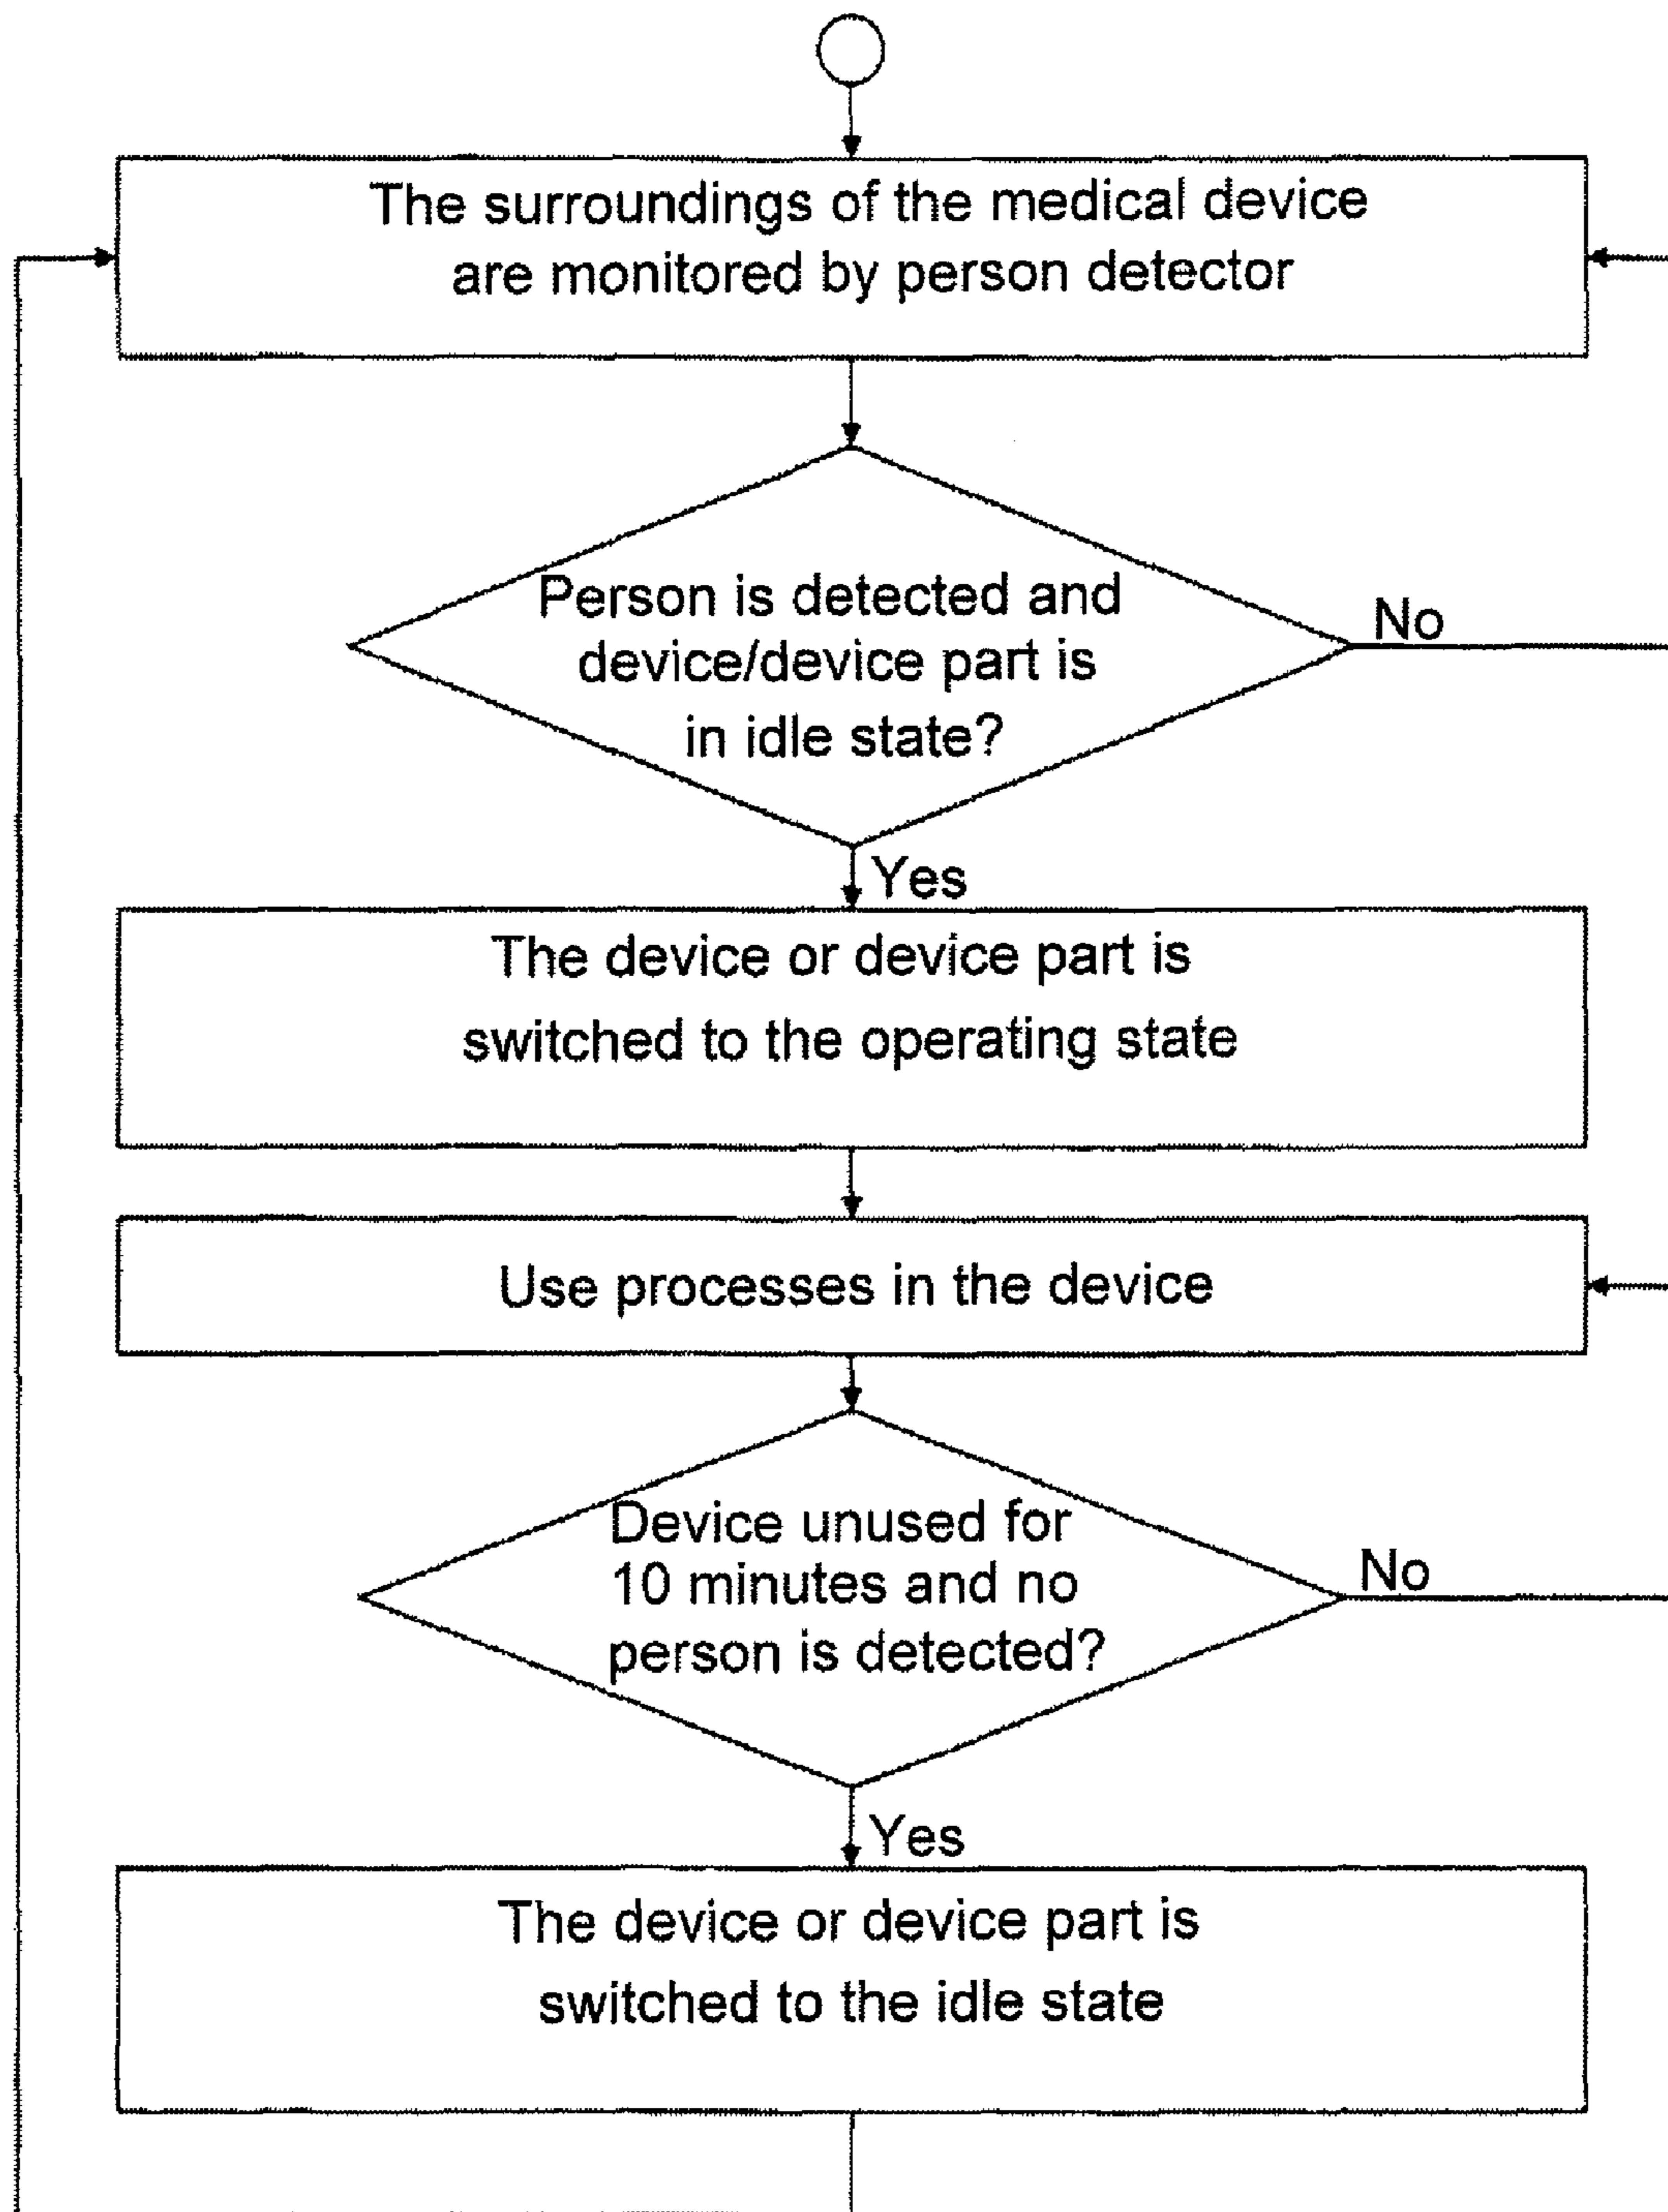 The surroundings of the medical device
are monitored by person detector
Person is detected and
device/device part is
in idle state?
No
Yes
The device or device part is
switched to the operating state
Use processes in the device
Device unused for
10 minutes and no
person is detected?
No
Yes
The device or device part is
switched to the idle state